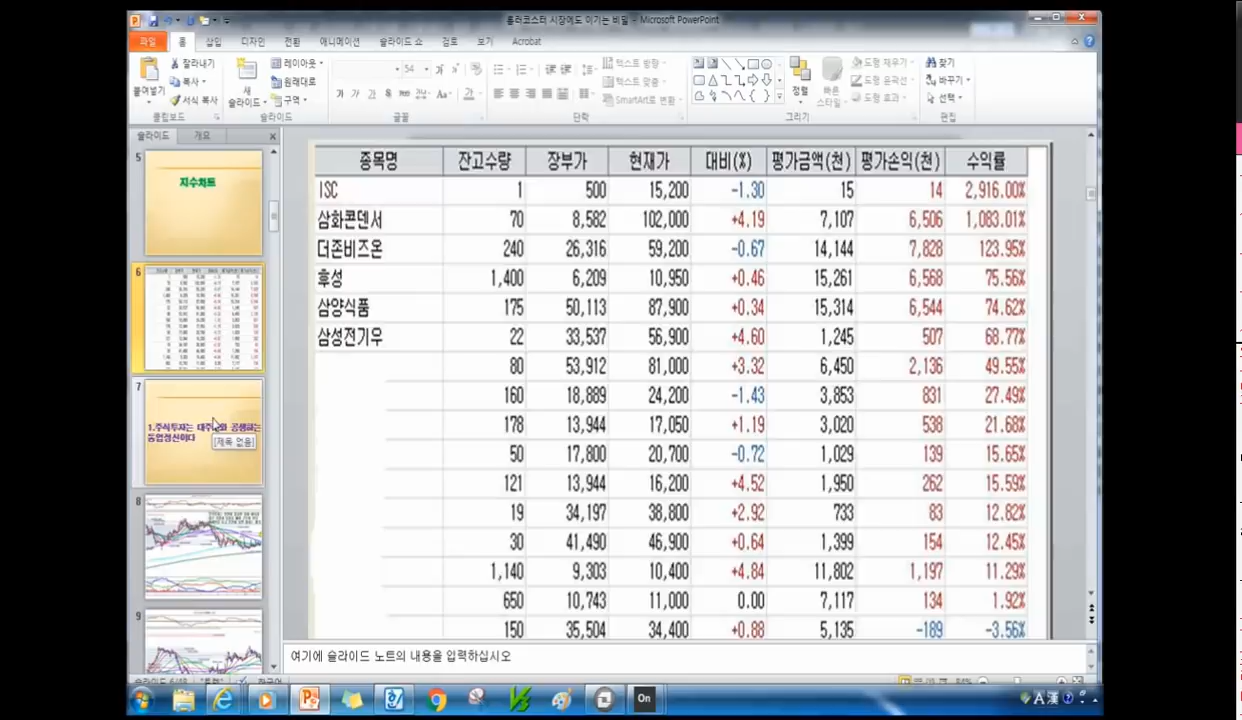 롤러코스터 시장에도 이기는 비밀 - Microsoft PowerPoint
파일 홈 삽입 디자인 전환 애니메이션 슬라이드 쇼 검토 보기 Acrobat
붙여넣기 잘라내기 복사 서식 복사 클립보드
새 슬라이드 레이아웃 원래대로 구역 슬라이드
54 가 가 가 글꼴
텍스트 방향 텍스트 맞춤 SmartArt로 변환 단락
정렬 빠른 스타일 도형 채우기 도형 윤곽선 도형 효과 그리기
찾기 바꾸기 선택 편집
슬라이드 개요
5
지수차트
6
7
1.주식투자는
동업정신이다
[제목 없음]
8
9
종목명 잔고수량 장부가 현재가 대비(%) 평가금액(천) 평가손익(천) 수익률
ISC 1 500 15,200 -1.30 15 14 2,916.00%
삼화콘덴서 70 8,582 102,000 +4.19 7,107 6,506 1,083.01%
더존비즈온 240 26,316 59,200 -0.67 14,144 7,828 123.95%
후성 1,400 6,209 10,950 +0.46 15,261 6,568 75.56%
삼양식품 175 50,113 87,900 +0.34 15,314 6,544 74.62%
삼성전기우 22 33,537 56,900 +4.60 1,245 507 68.77%
80 53,912 81,000 +3.32 6,450 2,136 49.55%
160 18,889 24,200 -1.43 3,853 831 27.49%
178 13,944 17,050 +1.19 3,020 538 21.68%
50 17,800 20,700 -0.72 1,029 139 15.65%
121 13,944 16,200 +4.52 1,950 262 15.59%
19 34,197 38,800 +2.92 733 83 12.82%
30 41,490 46,900 +0.64 1,399 154 12.45%
1,140 9,303 10,400 +4.84 11,802 1,197 11.29%
650 10,743 11,000 0.00 7,117 134 1.92%
150 35,504 34,400 +0.88 5,135 -189 -3.56%
여기에 슬라이드 노트의 내용을 입력하십시오
On
A 漢